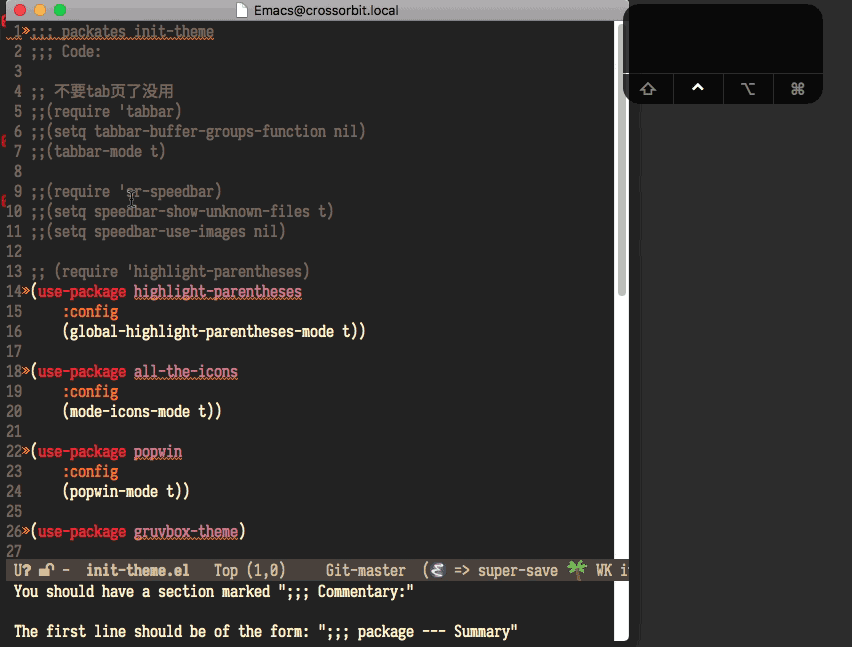 Emacs@crossorbit.local
1 ;;; packates init-theme
2 ;;; Code:
3
4 ;; 不要tab页了没用
5 ;;(require 'tabbar)
6 ;;(setq tabbar-buffer-groups-function nil)
7 ;;(tabbar-mode t)
8
9 ;;(require 'sr-speedbar)
10 ;;(setq speedbar-show-unknown-files t)
11 ;;(setq speedbar-use-images nil)
12
13 ;; (require 'highlight-parentheses)
14»(use-package highlight-parentheses
15 :config
16 (global-highlight-parentheses-mode t))
17
18»(use-package all-the-icons
19 :config
20 (mode-icons-mode t))
21
22»(use-package popwin
23 :config
24 (popwin-mode t))
25
26»(use-package gruvbox-theme)
27
U? - init-theme.el Top (1,0) Git-master ( => super-save WK i
You should have a section marked ";;; Commentary:"
The first line should be of the form: ";;; package --- Summary"